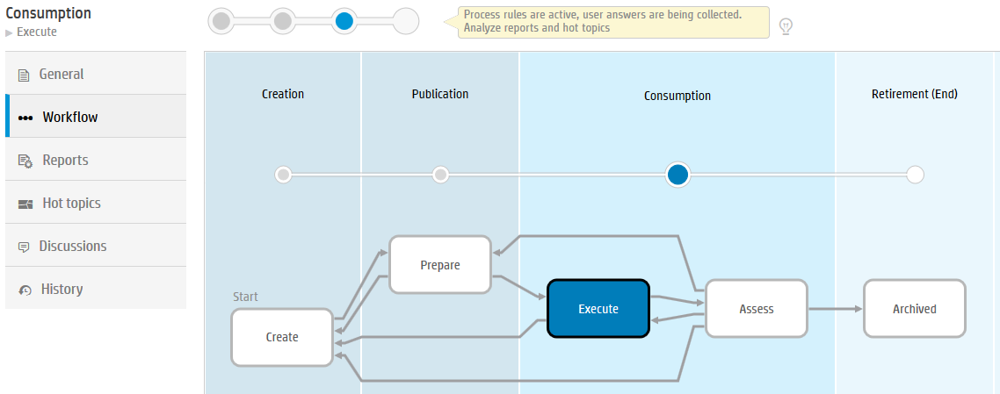 Consumption
Execute
Process rules are active, user answers are being collected.
Analyze reports and hot topics
General
Workflow
Reports
Hot topics
Discussions
History
Creation
Publication
Consumption
Retirement (End)
Prepare
Start
Create
Execute
Assess
Archived